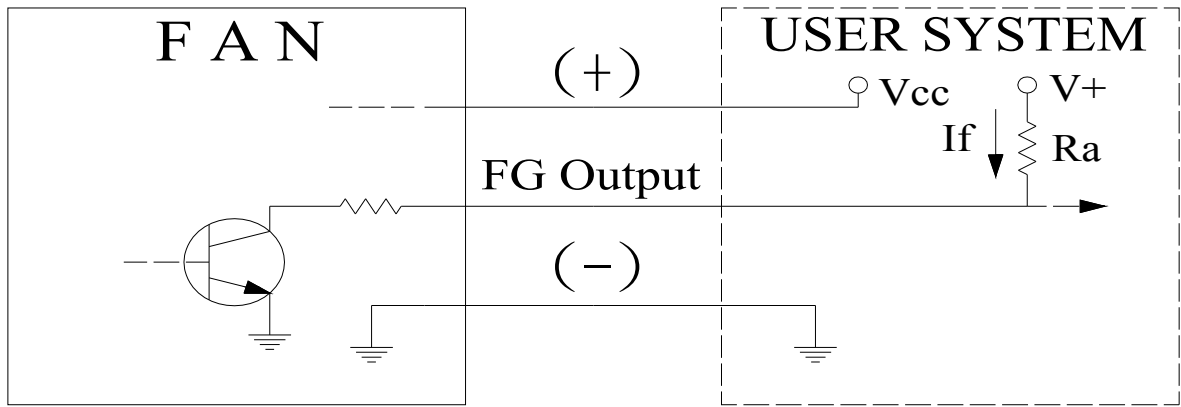 F A N
USER SYSTEM
(+)
Vcc
V+
If
Ra
FG Output
(−)